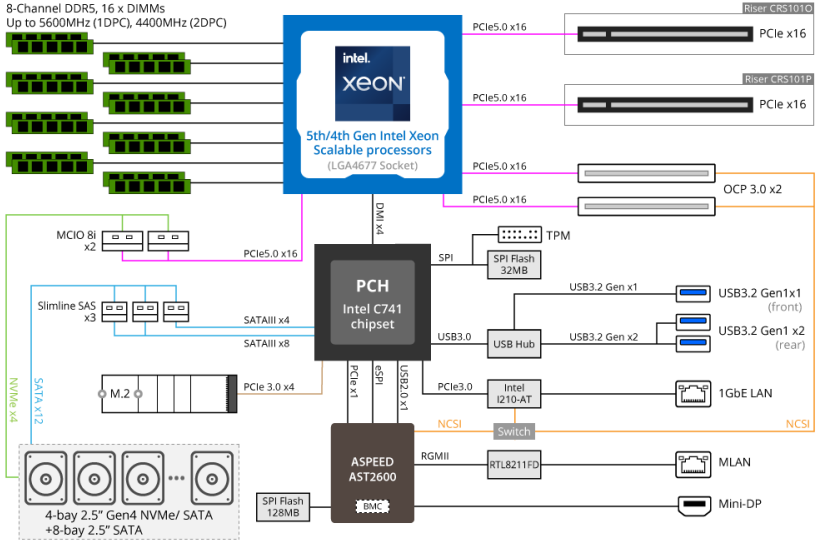 8-Channel DDR5, 16 x DIMMs
Up to 5600MHz (1DPC), 4400MHz (2DPC)
intel.
xeon
5th/4th Gen Intel Xeon
Scalable processors
(LGA4677 Socket)
PCIe5.0 x16
Riser CRS101O
PCIe x16
PCIe5.0 x16
Riser CRS101P
PCIe x16
PCIe5.0 x16
PCIe5.0 x16
OCP 3.0 x2
DMI x4
MCIO 8i
x2
PCIe5.0 x16
SPI
TPM
SPI Flash
32MB
PCH
Intel C741
chipset
Slimline SAS
x3
SATAIII x4
SATAIII x8
USB3.0
USB Hub
USB3.2 Gen x1
USB3.2 Gen1x1
(front)
USB3.2 Gen x2
USB3.2 Gen1 x2
(rear)
M.2
PCIe 3.0 x4
PCIe x1
eSPI
USB2.0 x1
PCIe3.0
Intel
I210-AT
1GbE LAN
NVMe x4
SATA x12
NCSI
Switch
NCSI
ASPEED
AST2600
BMC
RGMII
RTL8211FD
MLAN
SPI Flash
128MB
Mini-DP
4-bay 2.5” Gen4 NVMe/ SATA
+8-bay 2.5” SATA